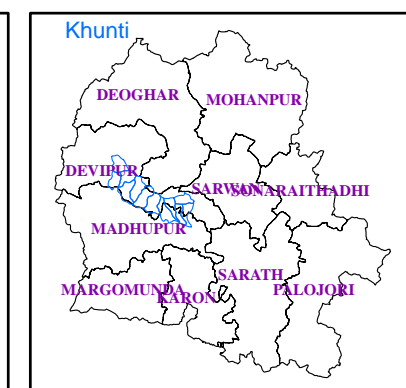 Khunti
DEOGHAR
MOHANPUR
DEVIPUR
SARWAN
SONARAITHADHI
MADHUPUR
SARATH
MARGOMUNDA
KARON
PALOJORI